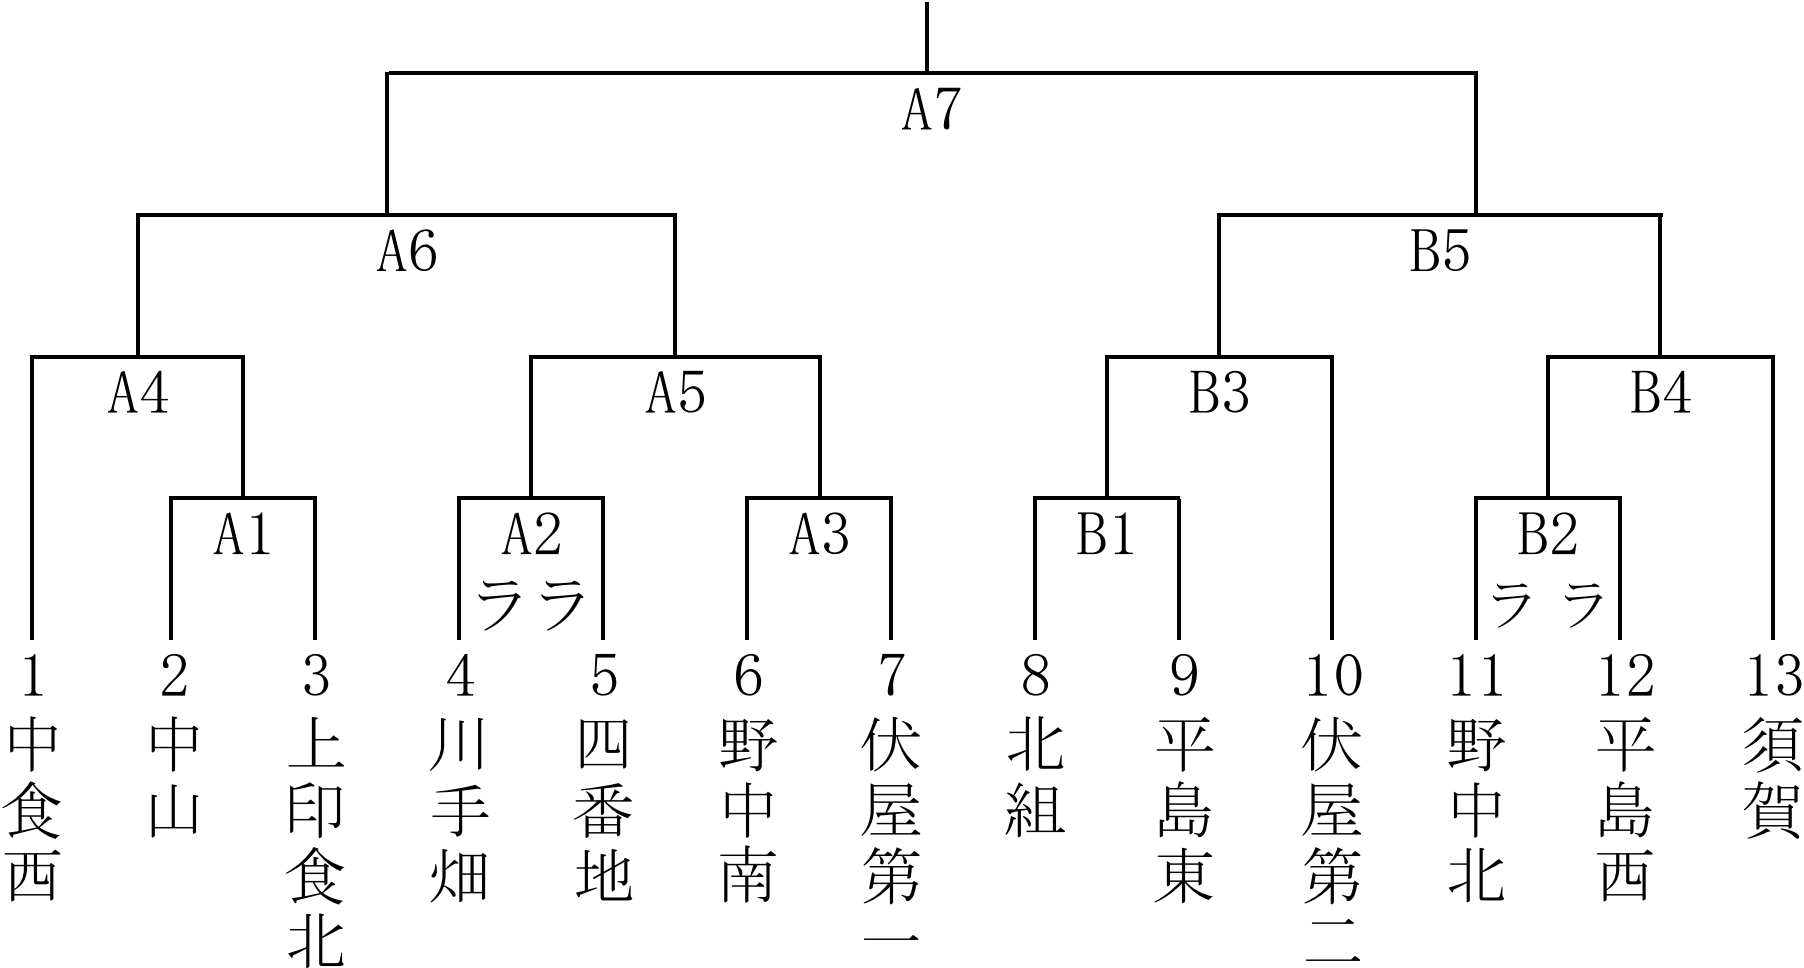 A7
A6 B5
A4 A5 B3 B4
A1 A2 A3 B1 B2
ララ ラ ラ
1 2 3 4 5 6 7 8 9 10 11 12 13
中食西
中山
上印食北
川手畑
四番地
野中南
伏屋第一
北組
平島東
伏屋第二
野中北
平島西
須賀